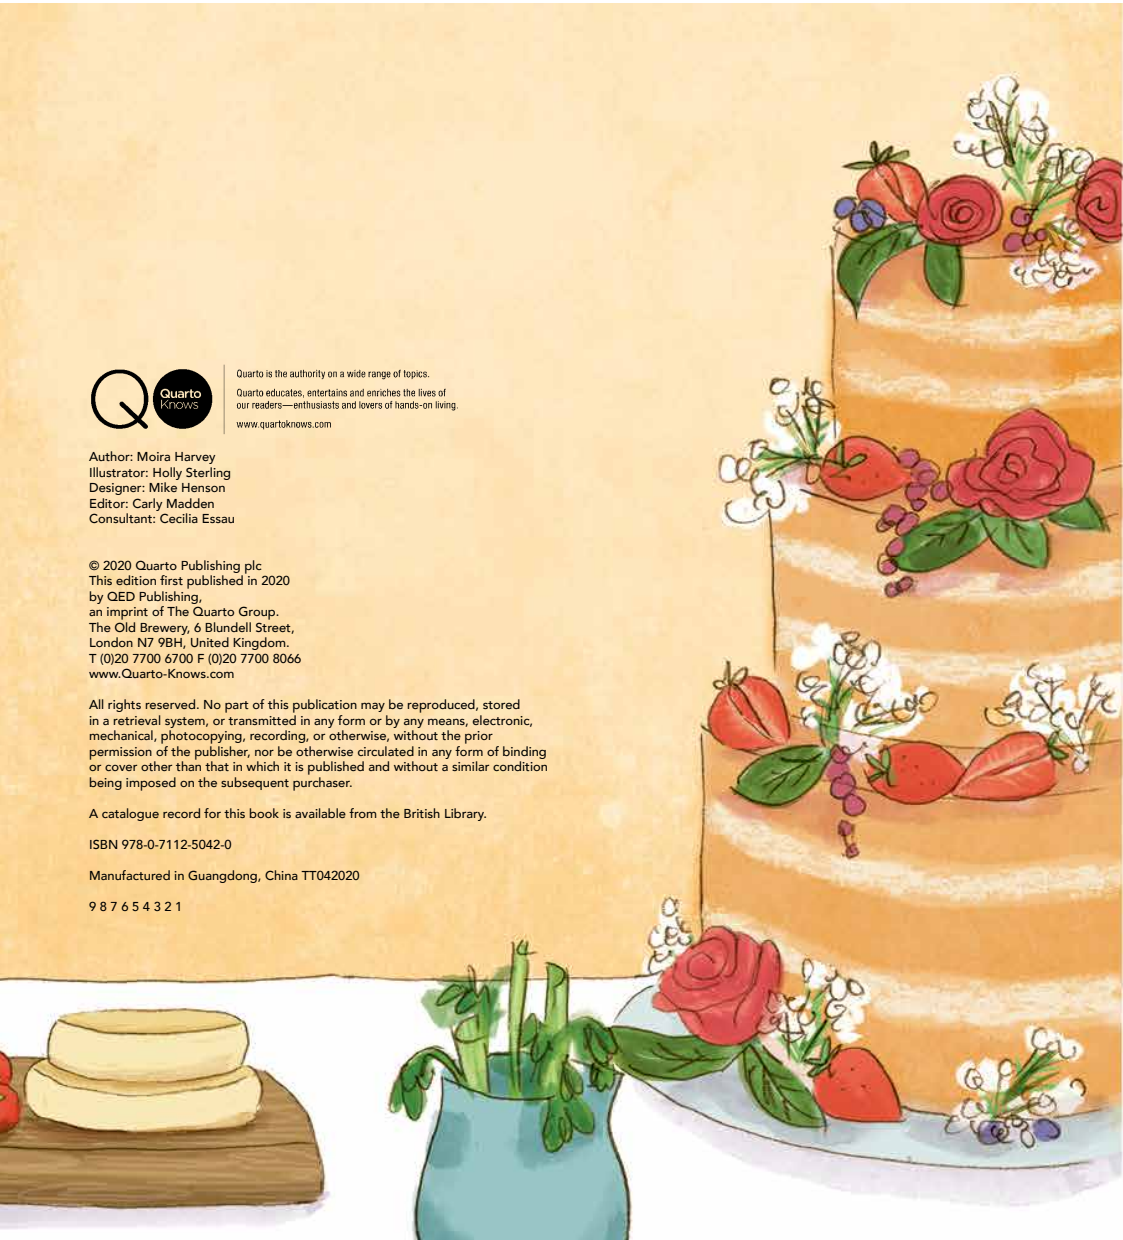 Quarto
Knows
Quarto is the authority on a wide range of topics.
Quarto educates, entertains and enriches the lives of
our readers—enthusiasts and lovers of hands-on living.
www.quartoknows.com
Author: Moira Harvey
Illustrator: Holly Sterling
Designer: Mike Henson
Editor: Carly Madden
Consultant: Cecilia Essau
© 2020 Quarto Publishing plc
This edition first published in 2020
by QED Publishing,
an imprint of The Quarto Group.
The Old Brewery, 6 Blundell Street,
London N7 9BH, United Kingdom.
T (0)20 7700 6700 F (0)20 7700 8066
www.Quarto-Knows.com
All rights reserved. No part of this publication may be reproduced, stored
in a retrieval system, or transmitted in any form or by any means, electronic,
mechanical, photocopying, recording, or otherwise, without the prior
permission of the publisher, nor be otherwise circulated in any form of binding
or cover other than that in which it is published and without a similar condition
being imposed on the subsequent purchaser.
A catalogue record for this book is available from the British Library.
ISBN 978-0-7112-5042-0
Manufactured in Guangdong, China TT042020
9 8 7 6 5 4 3 2 1